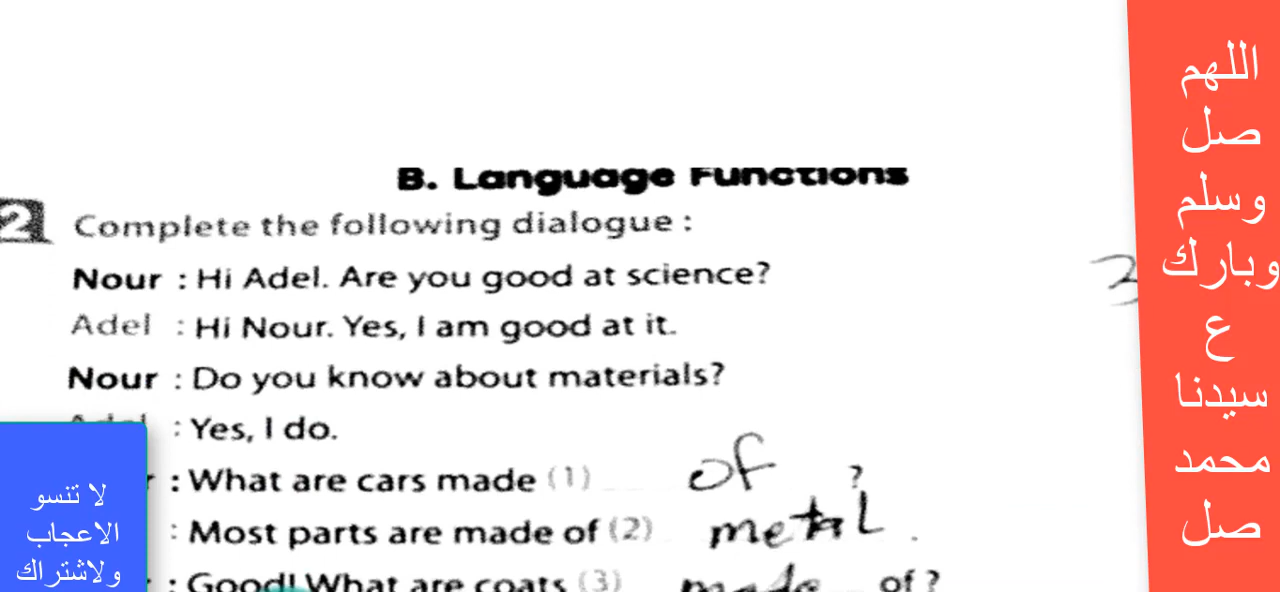 B. Language Functions
2 Complete the following dialogue :
Nour : Hi Adel. Are you good at science?
Adel : Hi Nour. Yes, I am good at it.
Nour : Do you know about materials?
: Yes, I do.
: What are cars made (1) of ?
: Most parts are made of (2) metal .
: Good! What are coats (3) made of ?
اللهم
صل
وسلم
وبارك
ع
سيدنا
محمد
صل
لا تنسو
الاعجاب
ولاشتراك